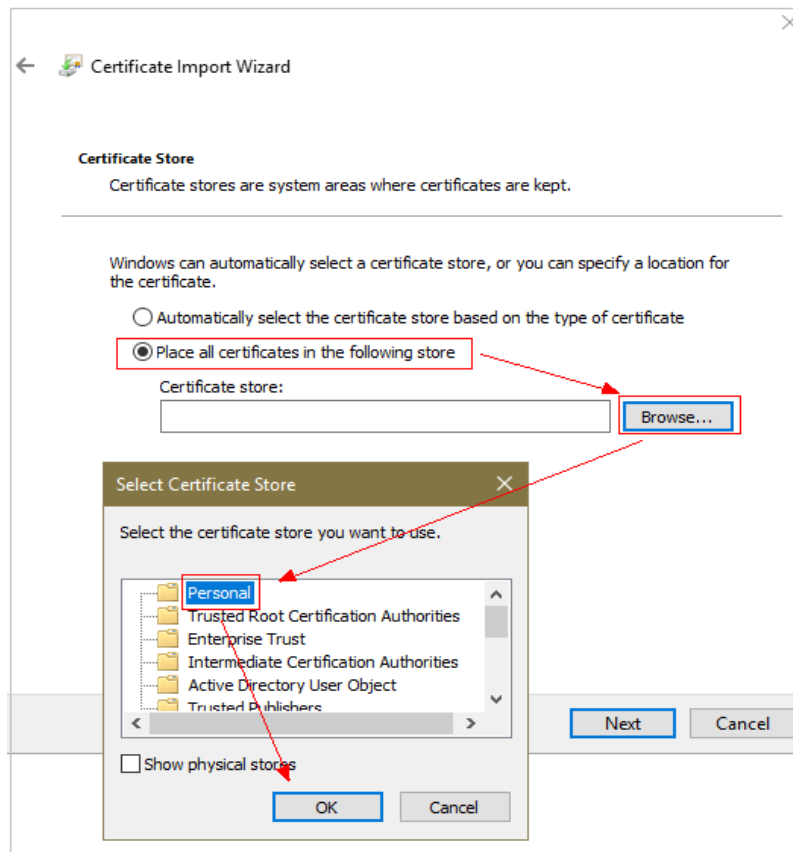 Certificate Import Wizard
Certificate Store
Certificate stores are system areas where certificates are kept.
Windows can automatically select a certificate store, or you can specify a location for
the certificate.
Automatically select the certificate store based on the type of certificate
Place all certificates in the following store
Certificate store:
Browse...
Select Certificate Store
Select the certificate store you want to use.
Personal
Trusted Root Certification Authorities
Enterprise Trust
Intermediate Certification Authorities
Active Directory User Object
Trusted Publishers
Next
Cancel
Show physical stores
OK
Cancel